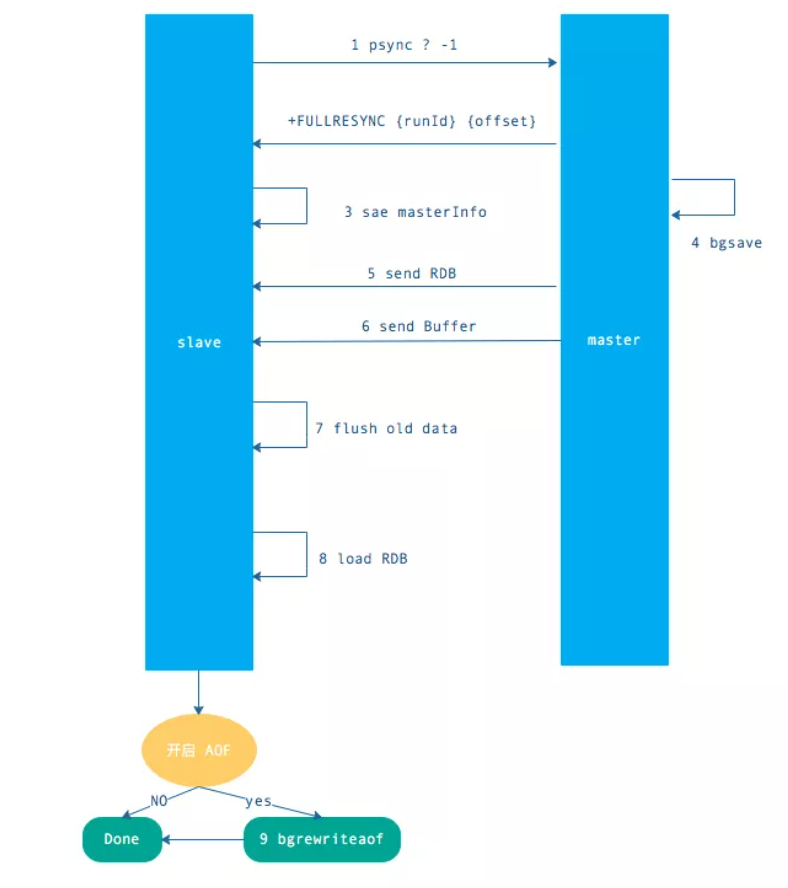 1 psync ? -1
+FULLRESYNC {runId} {offset}
3 sae masterInfo
4 bgsave
5 send RDB
6 send Buffer
slave
master
7 flush old data
8 load RDB
开启 AOF
NO
yes
Done
9 bgrewriteaof